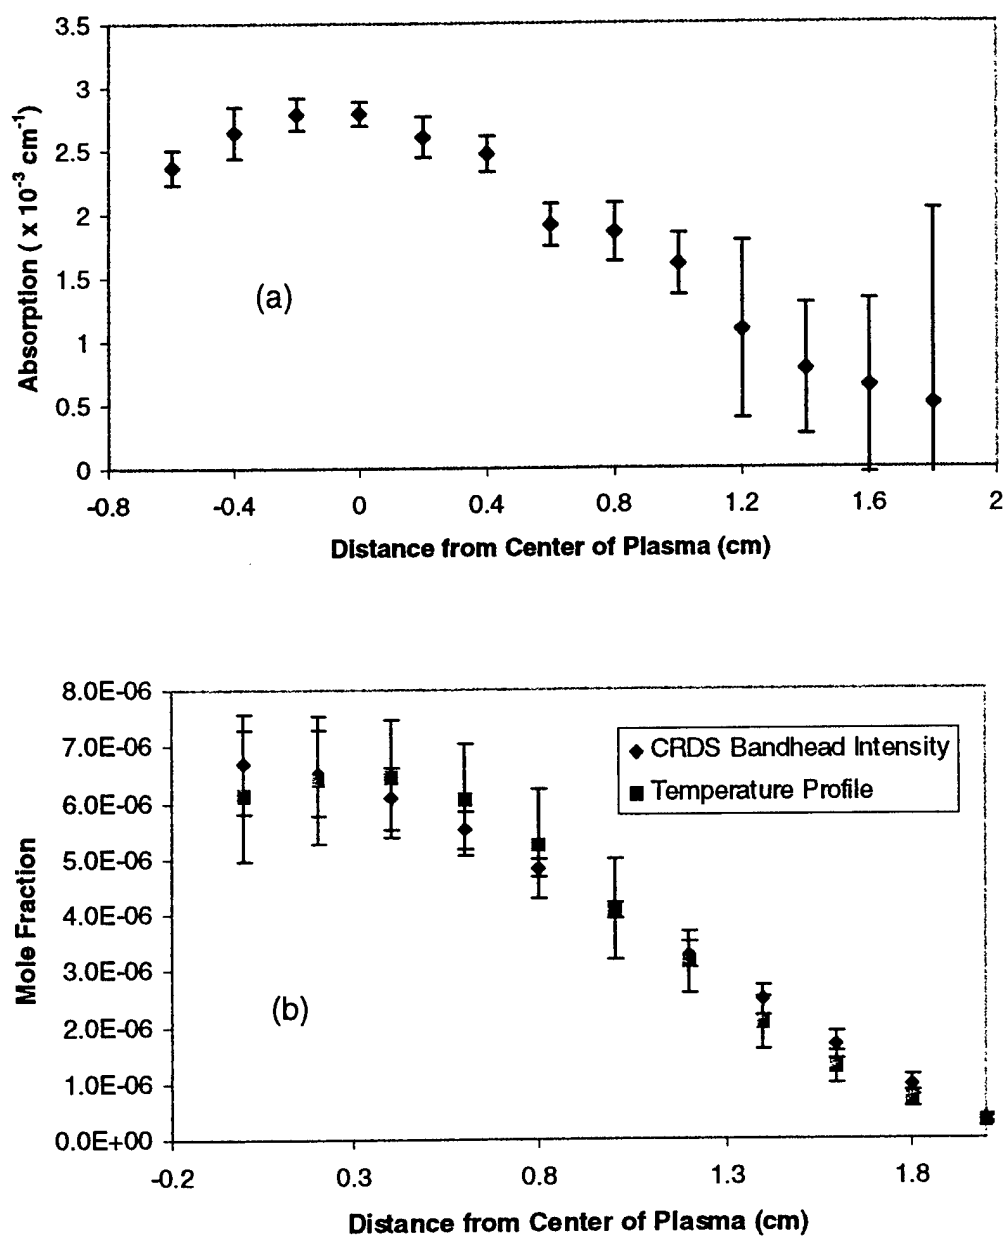 3.5
3
2.5
2
1.5
1
0.5
0
Absorption ( x 10⁻³ cm⁻¹)
(a)
-0.8 -0.4 0 0.4 0.8 1.2 1.6 2
Distance from Center of Plasma (cm)
8.0E-06
7.0E-06
6.0E-06
5.0E-06
4.0E-06
3.0E-06
2.0E-06
1.0E-06
0.0E+00
Mole Fraction
CRDS Bandhead Intensity
Temperature Profile
(b)
-0.2 0.3 0.8 1.3 1.8
Distance from Center of Plasma (cm)